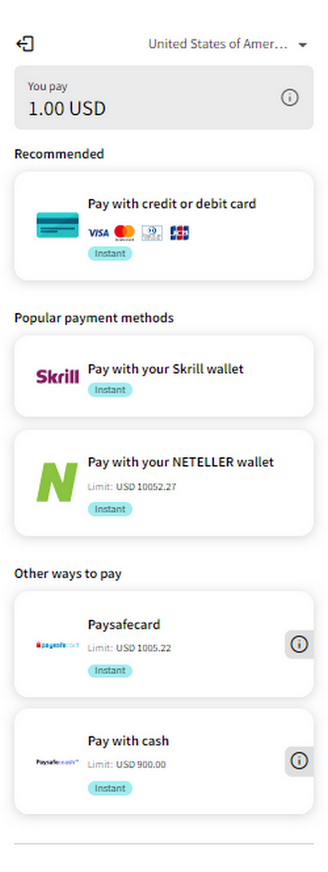 United States of Amer...
You pay
1.00 USD
Recommended
Pay with credit or debit card
VISA
JCB
Instant
Popular payment methods
Skrill
Pay with your Skrill wallet
Instant
N
Pay with your NETELLER wallet
Limit: USD 10052.27
Instant
Other ways to pay
Paysafecard
paysafecard
Limit: USD 1005.22
Instant
Pay with cash
Paysafecash
Limit: USD 900.00
Instant